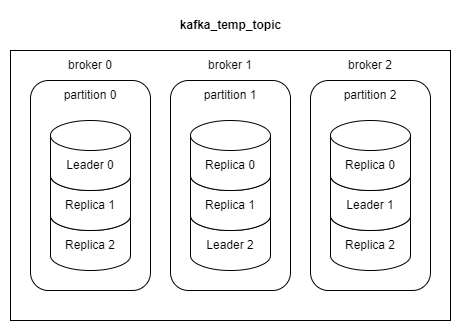 kafka_temp_topic
broker 0
broker 1
broker 2
partition 0
partition 1
partition 2
Leader 0
Replica 0
Replica 0
Replica 1
Replica 1
Leader 1
Replica 2
Leader 2
Replica 2